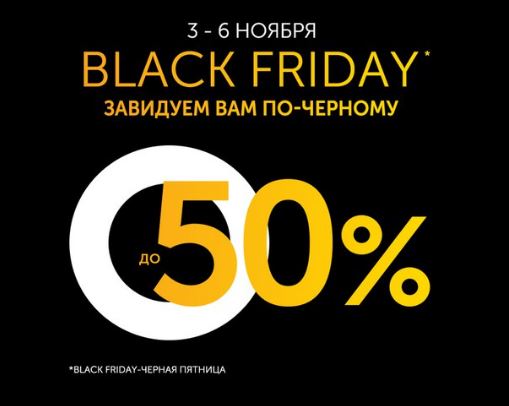 3 - 6 НОЯБРЯ
BLACK FRIDAY*
ЗАВИДУЕМ ВАМ ПО-ЧЕРНОМУ
ДО 50%
*BLACK FRIDAY-ЧЕРНАЯ ПЯТНИЦА